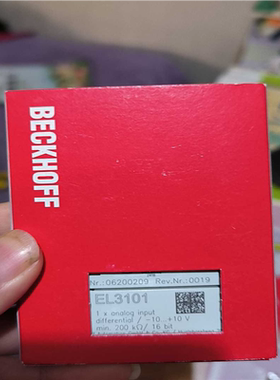 BECKHOFF
Nr.:06200209 Rev.Nr.:0019
EL3101
1 x analog input
differential / -10...+10 V
min. 200 kΩ/ 16 bit